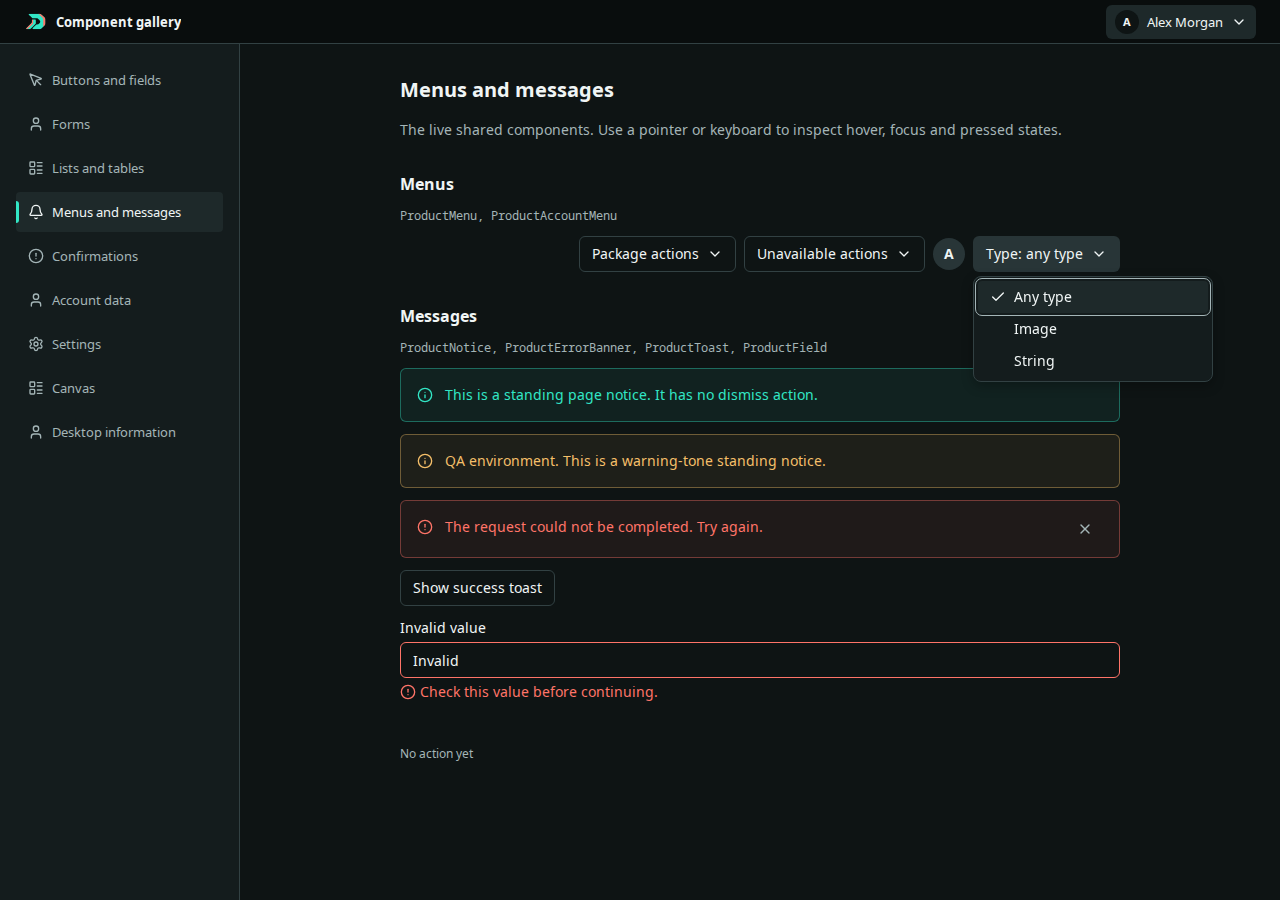 Component gallery
A
Alex Morgan
Buttons and fields
Forms
Lists and tables
Menus and messages
Confirmations
Account data
Settings
Canvas
Desktop information
Menus and messages
The live shared components. Use a pointer or keyboard to inspect hover, focus and pressed states.
Menus
ProductMenu, ProductAccountMenu
Package actions
Unavailable actions
A
Type: any type
Any type
Image
String
Messages
ProductNotice, ProductErrorBanner, ProductToast, ProductField
This is a standing page notice. It has no dismiss action.
QA environment. This is a warning-tone standing notice.
The request could not be completed. Try again.
Show success toast
Invalid value
Invalid
Check this value before continuing.
No action yet